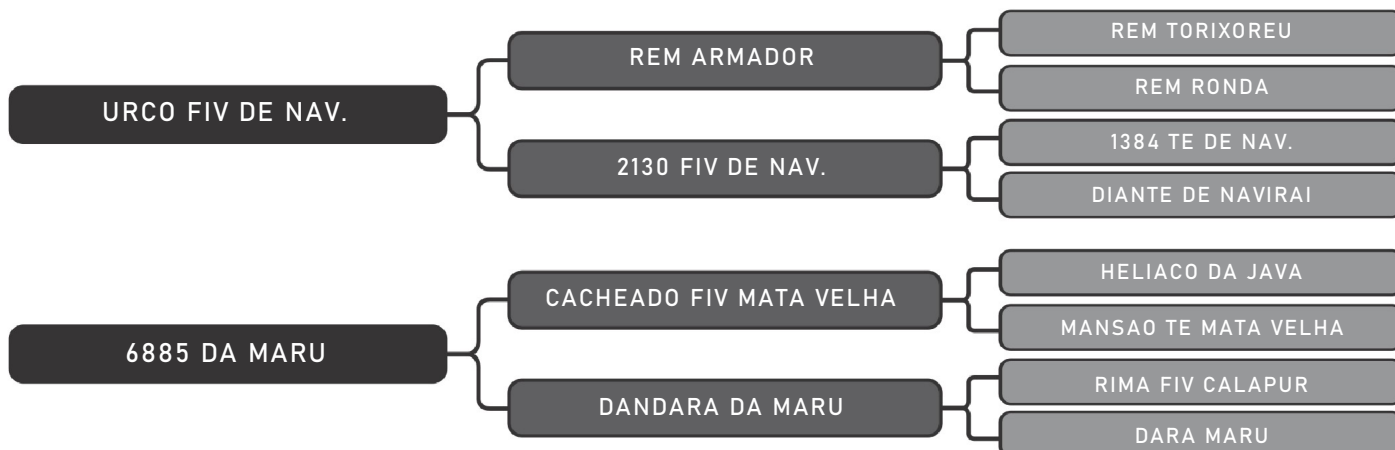 REM TORIXOREU
REM ARMADOR
REM RONDA
URCO FIV DE NAV.
1384 TE DE NAV.
2130 FIV DE NAV.
DIANTE DE NAVIRAI
HELIACO DA JAVA
CACHEADO FIV MATA VELHA
MANSAO TE MATA VELHA
6885 DA MARU
RIMA FIV CALAPUR
DANDARA DA MARU
DARA MARU